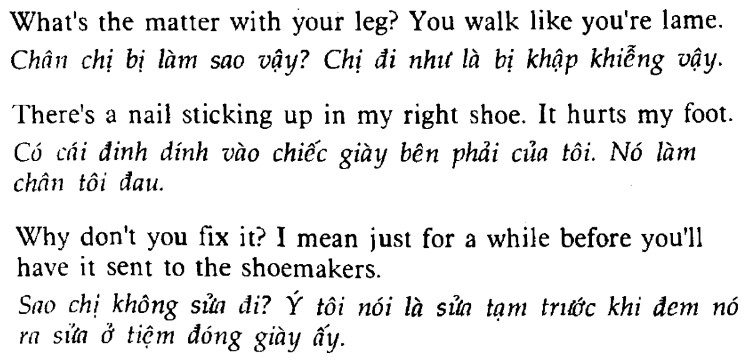 What's the matter with your leg? You walk like you're lame.
Chân chị bị làm sao vậy? Chị đi như là bị khập khiễng vậy.
There's a nail sticking up in my right shoe. It hurts my foot.
Có cái đinh dính vào chiếc giày bên phải của tôi. Nó làm
chân tôi đau.
Why don't you fix it? I mean just for a while before you'll
have it sent to the shoemakers.
Sao chị không sửa đi? Ý tôi nói là sửa tạm trước khi đem nó
ra sửa ở tiệm đóng giày ấy.